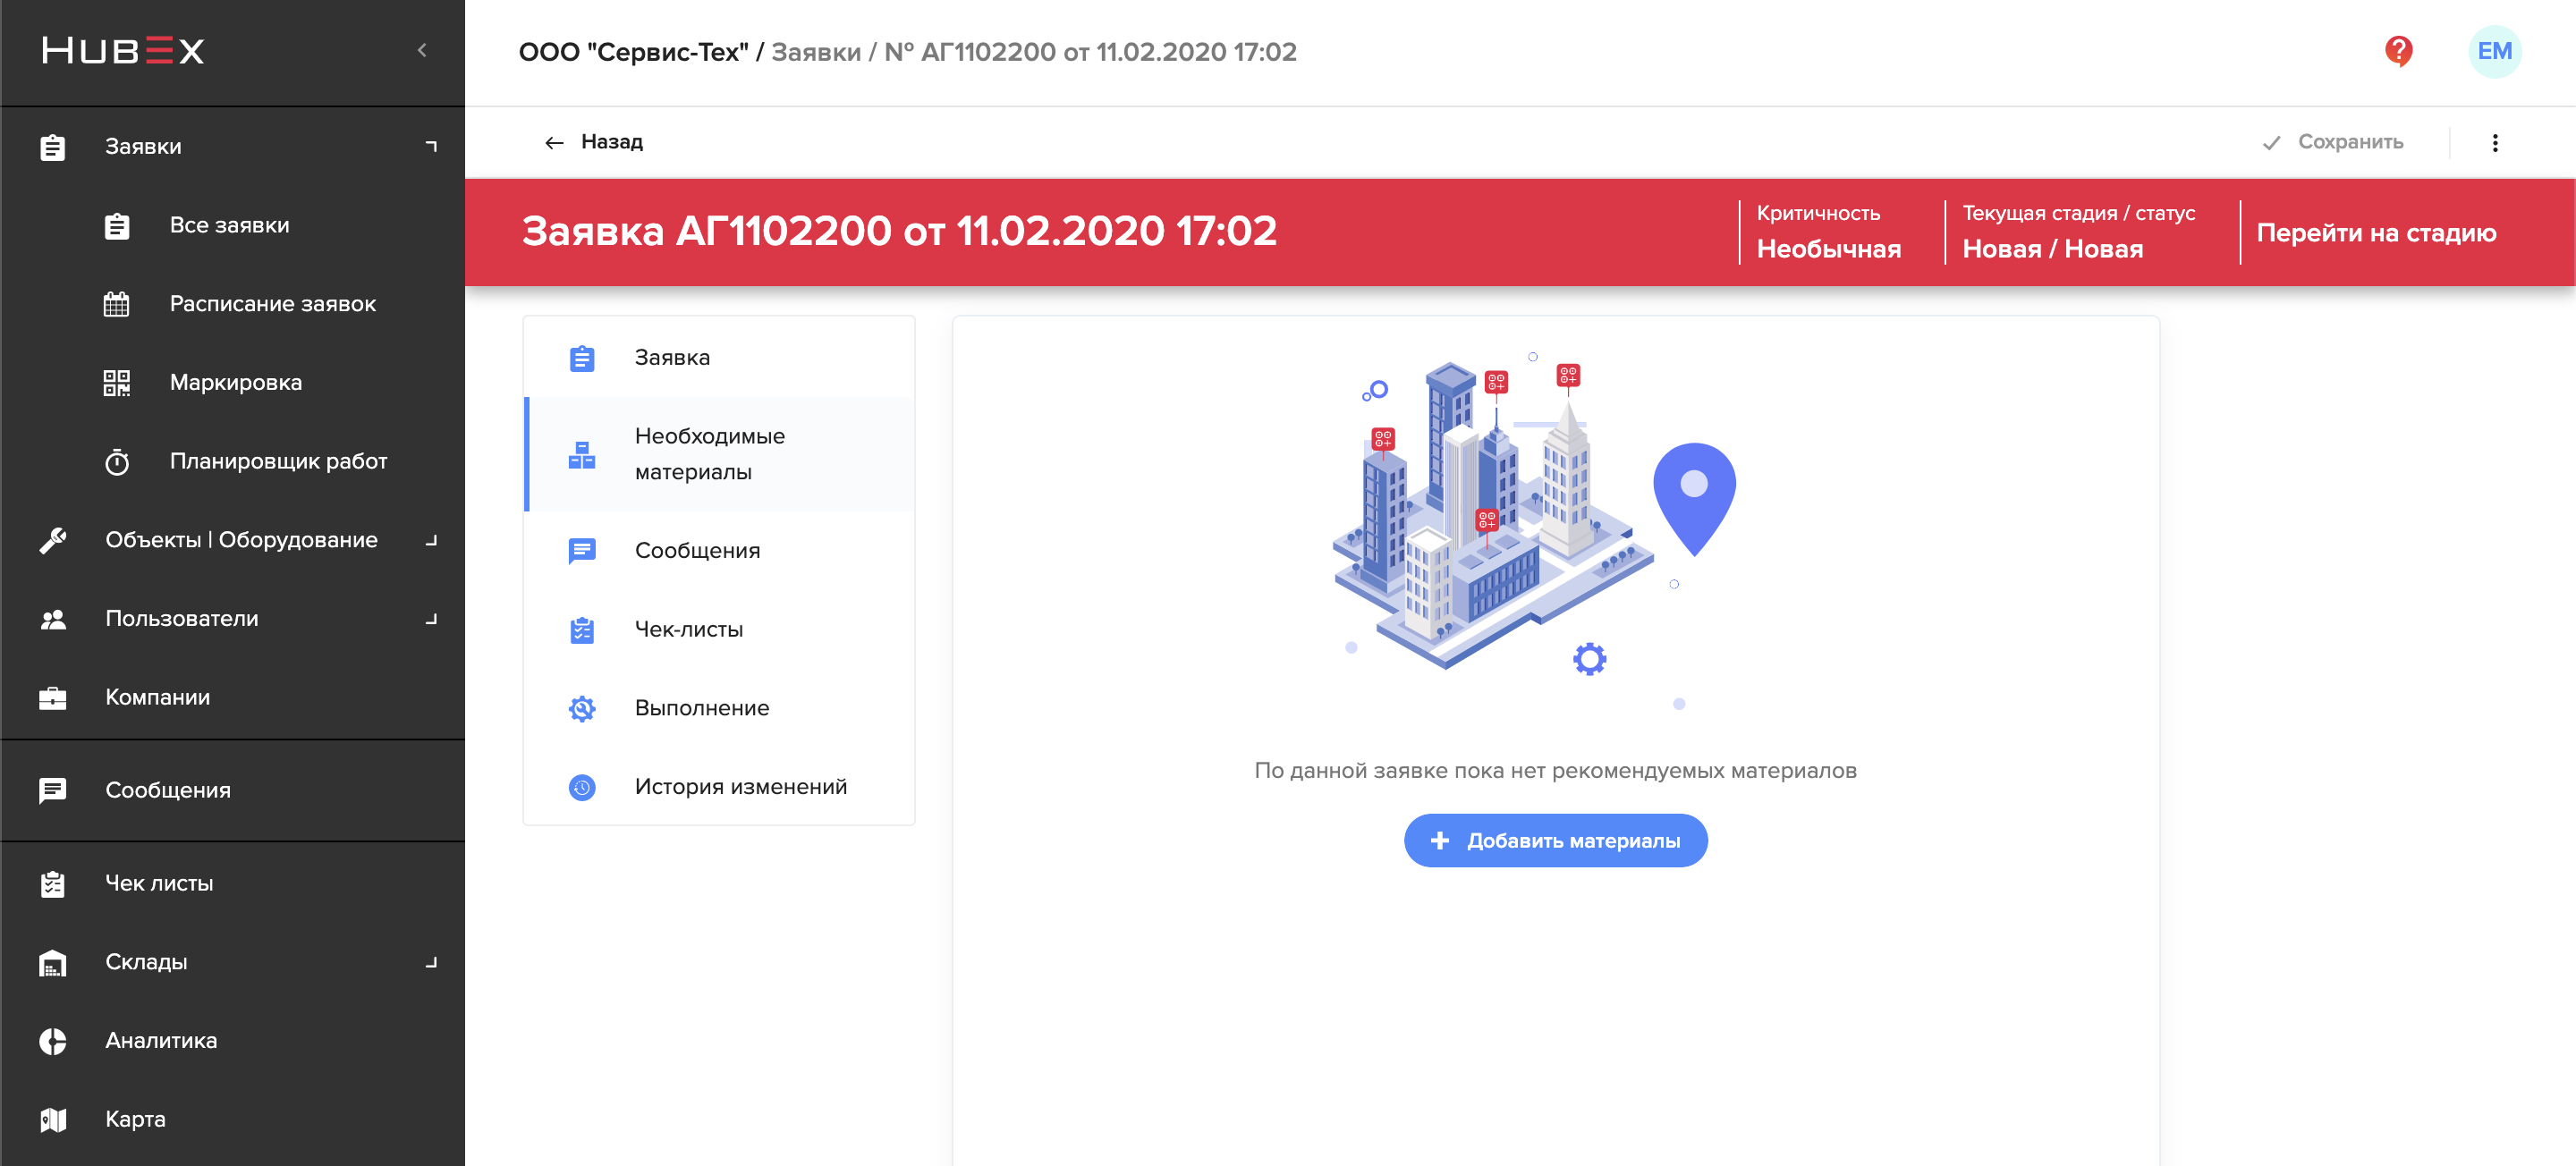 HUBEX
Заявки
Все заявки
Расписание заявок
Маркировка
Планировщик работ
Объекты | Оборудование
Пользователи
Компании
Сообщения
Чек листы
Склады
Аналитика
Карта
ООО "Сервис-Тех" / Заявки / № АГ1102200 от 11.02.2020 17:02
?
EM
Назад
Сохранить
Заявка АГ1102200 от 11.02.2020 17:02
Критичность
Необычная
Текущая стадия / статус
Новая / Новая
Перейти на стадию
Заявка
Необходимые
материалы
Сообщения
Чек-листы
Выполнение
История изменений
По данной заявке пока нет рекомендуемых материалов
+ Добавить материалы